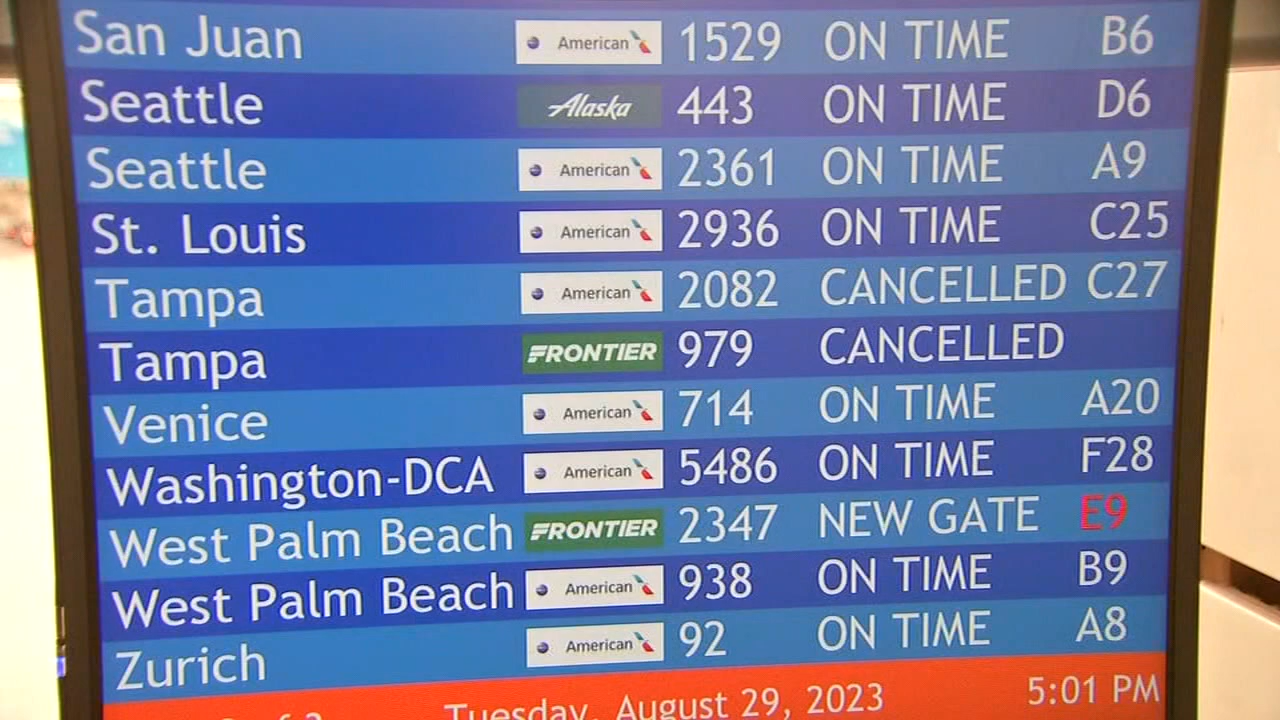 San Juan American 1529 ON TIME B6
Seattle Alaska 443 ON TIME D6
Seattle American 2361 ON TIME A9
St. Louis American 2936 ON TIME C25
Tampa American 2082 CANCELLED C27
Tampa FRONTIER 979 CANCELLED
Venice American 714 ON TIME A20
Washington-DCA American 5486 ON TIME F28
West Palm Beach FRONTIER 2347 NEW GATE E9
West Palm Beach American 938 ON TIME B9
Zurich American 92 ON TIME A8
Tuesday, August 29, 2023 5:01 PM